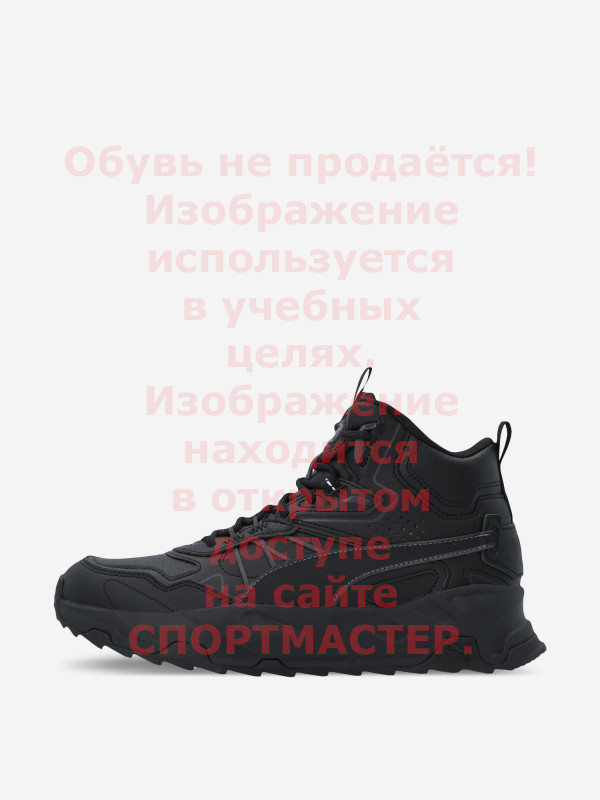 Обувь не продаётся!
Изображение
используется
в учебных
целях.
Изображение
находится
в открытом
доступе
на сайте
СПОРТМАСТЕР.